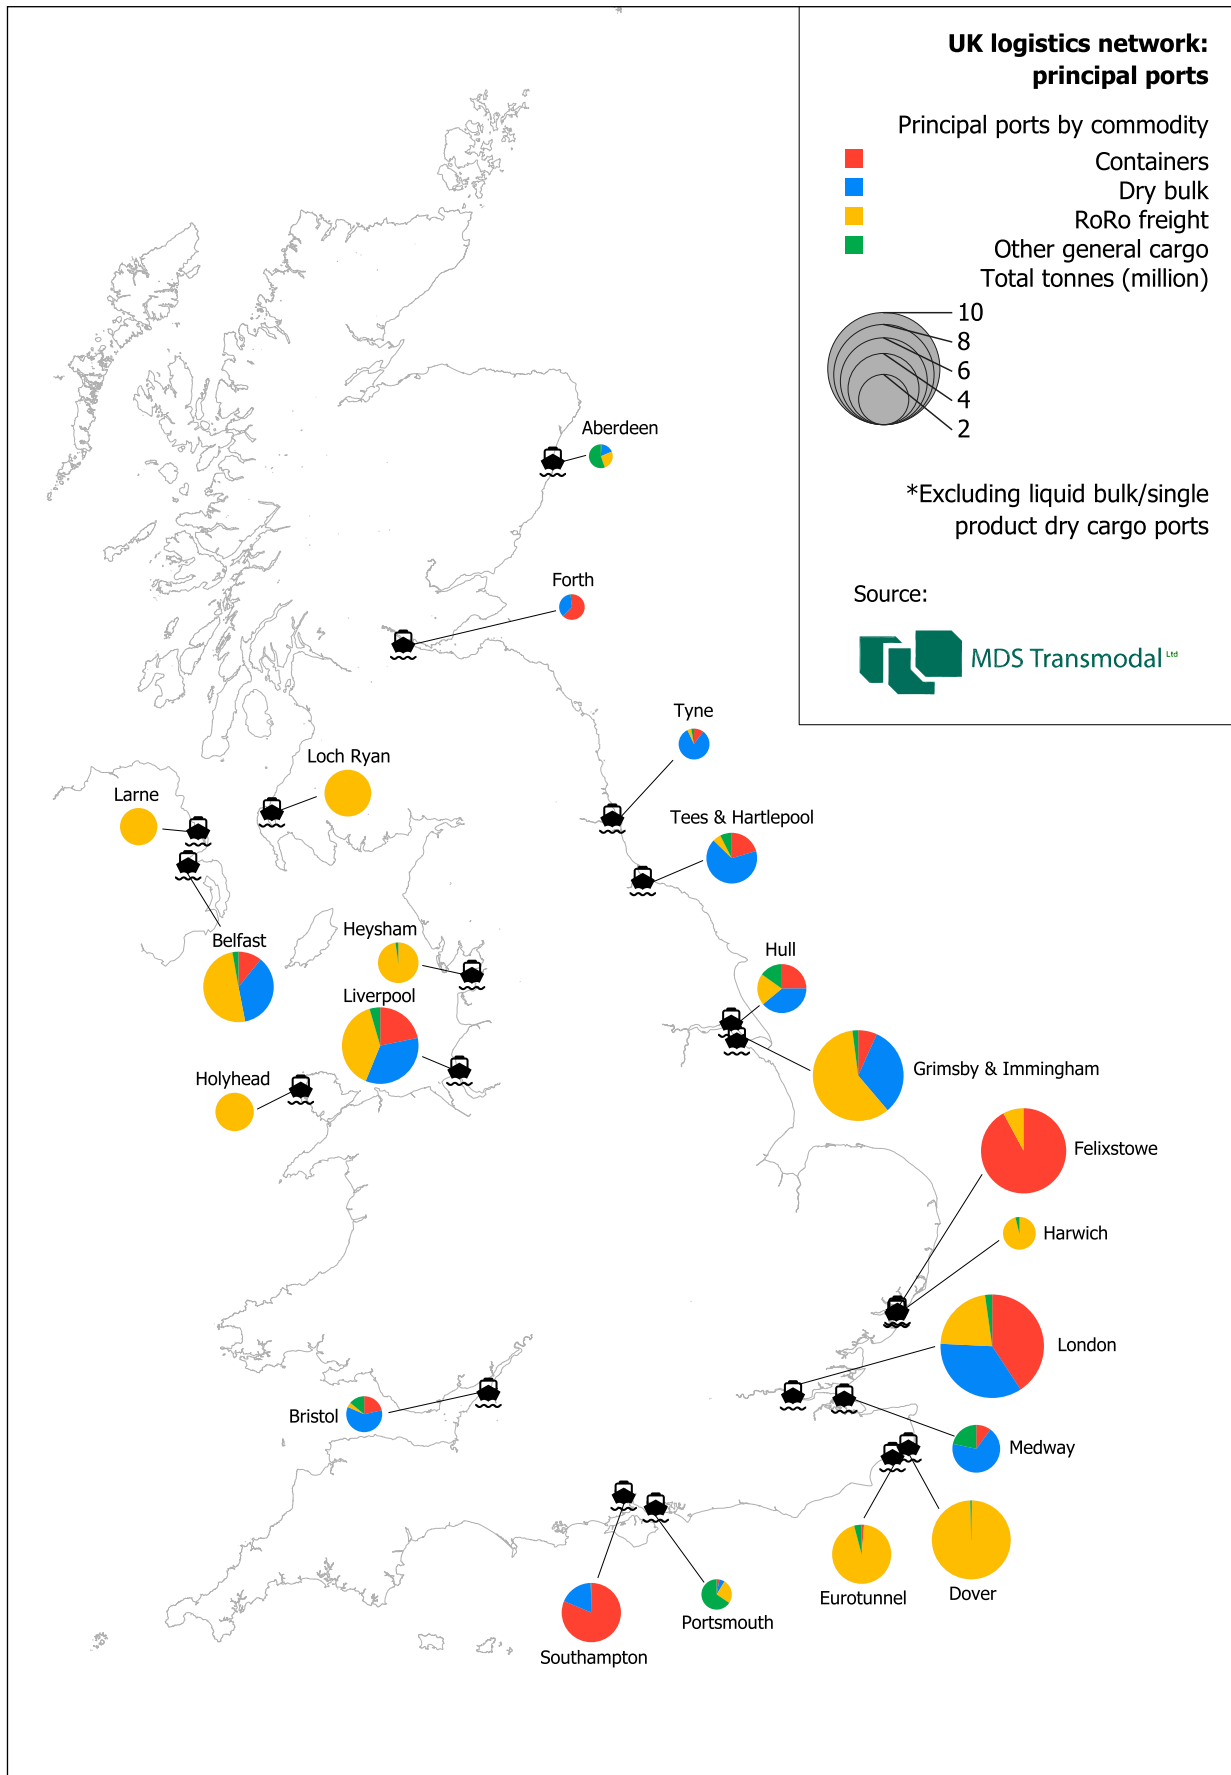 UK logistics network:
principal ports
Principal ports by commodity
Containers
Dry bulk
RoRo freight
Other general cargo
Total tonnes (million)
10
8
6
4
2
*Excluding liquid bulk/single
product dry cargo ports
Source:
MDS Transmodal Ltd
Aberdeen
Forth
Tyne
Loch Ryan
Larne
Tees & Hartlepool
Belfast
Heysham
Hull
Liverpool
Grimsby & Immingham
Holyhead
Felixstowe
Harwich
London
Bristol
Medway
Eurotunnel
Dover
Portsmouth
Southampton